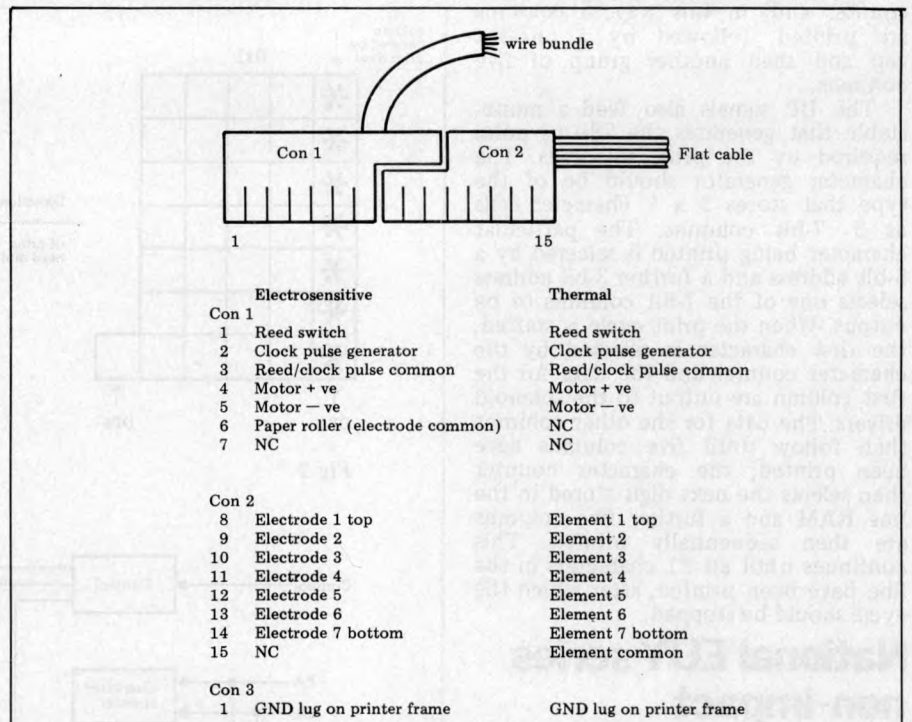 wire bundle
Con 1 Con 2 Flat cable
1 15
Electrosensitive Thermal
Con 1
1 Reed switch Reed switch
2 Clock pulse generator Clock pulse generator
3 Reed/clock pulse common Reed/clock pulse common
4 Motor + ve Motor + ve
5 Motor — ve Motor — ve
6 Paper roller (electrode common) NC
7 NC NC
Con 2
8 Electrode 1 top Element 1 top
9 Electrode 2 Element 2
10 Electrode 3 Element 3
11 Electrode 4 Element 4
12 Electrode 5 Element 5
13 Electrode 6 Element 6
14 Electrode 7 bottom Element 7 bottom
15 NC Element common
Con 3
1 GND lug on printer frame GND lug on printer frame